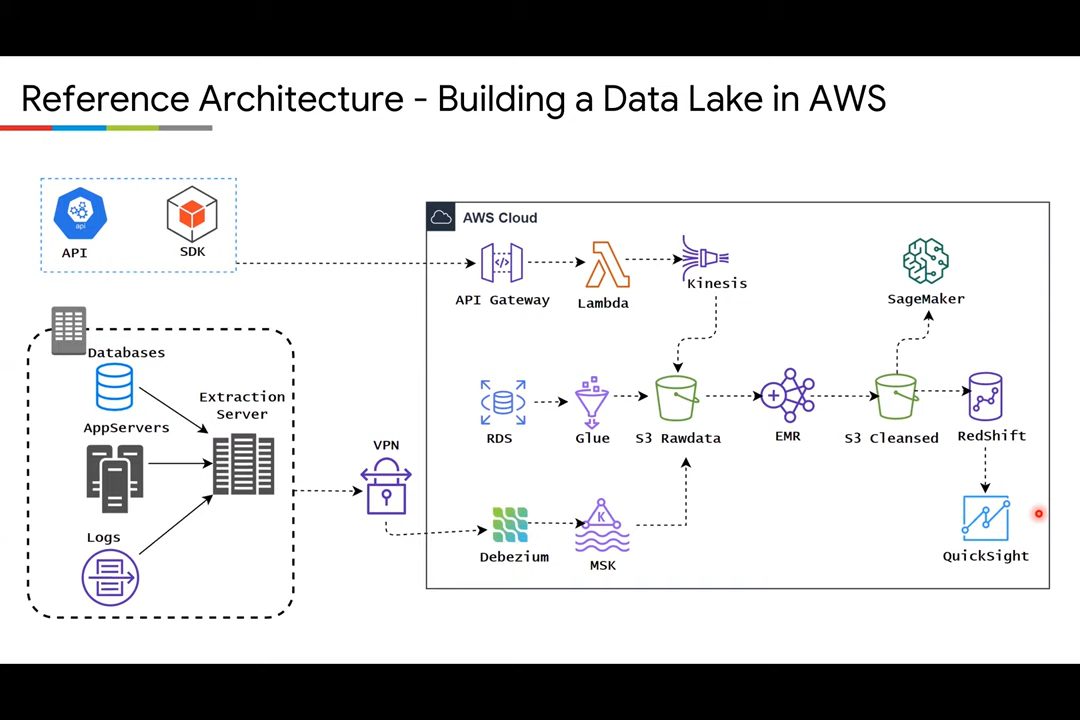 Reference Architecture - Building a Data Lake in AWS
API
SDK
api
AWS Cloud
API Gateway
Lambda
Kinesis
SageMaker
Databases
AppServers
Extraction
Server
Logs
VPN
RDS
Glue
S3 Rawdata
EMR
S3 Cleansed
RedShift
Debezium
K
MSK
QuickSight